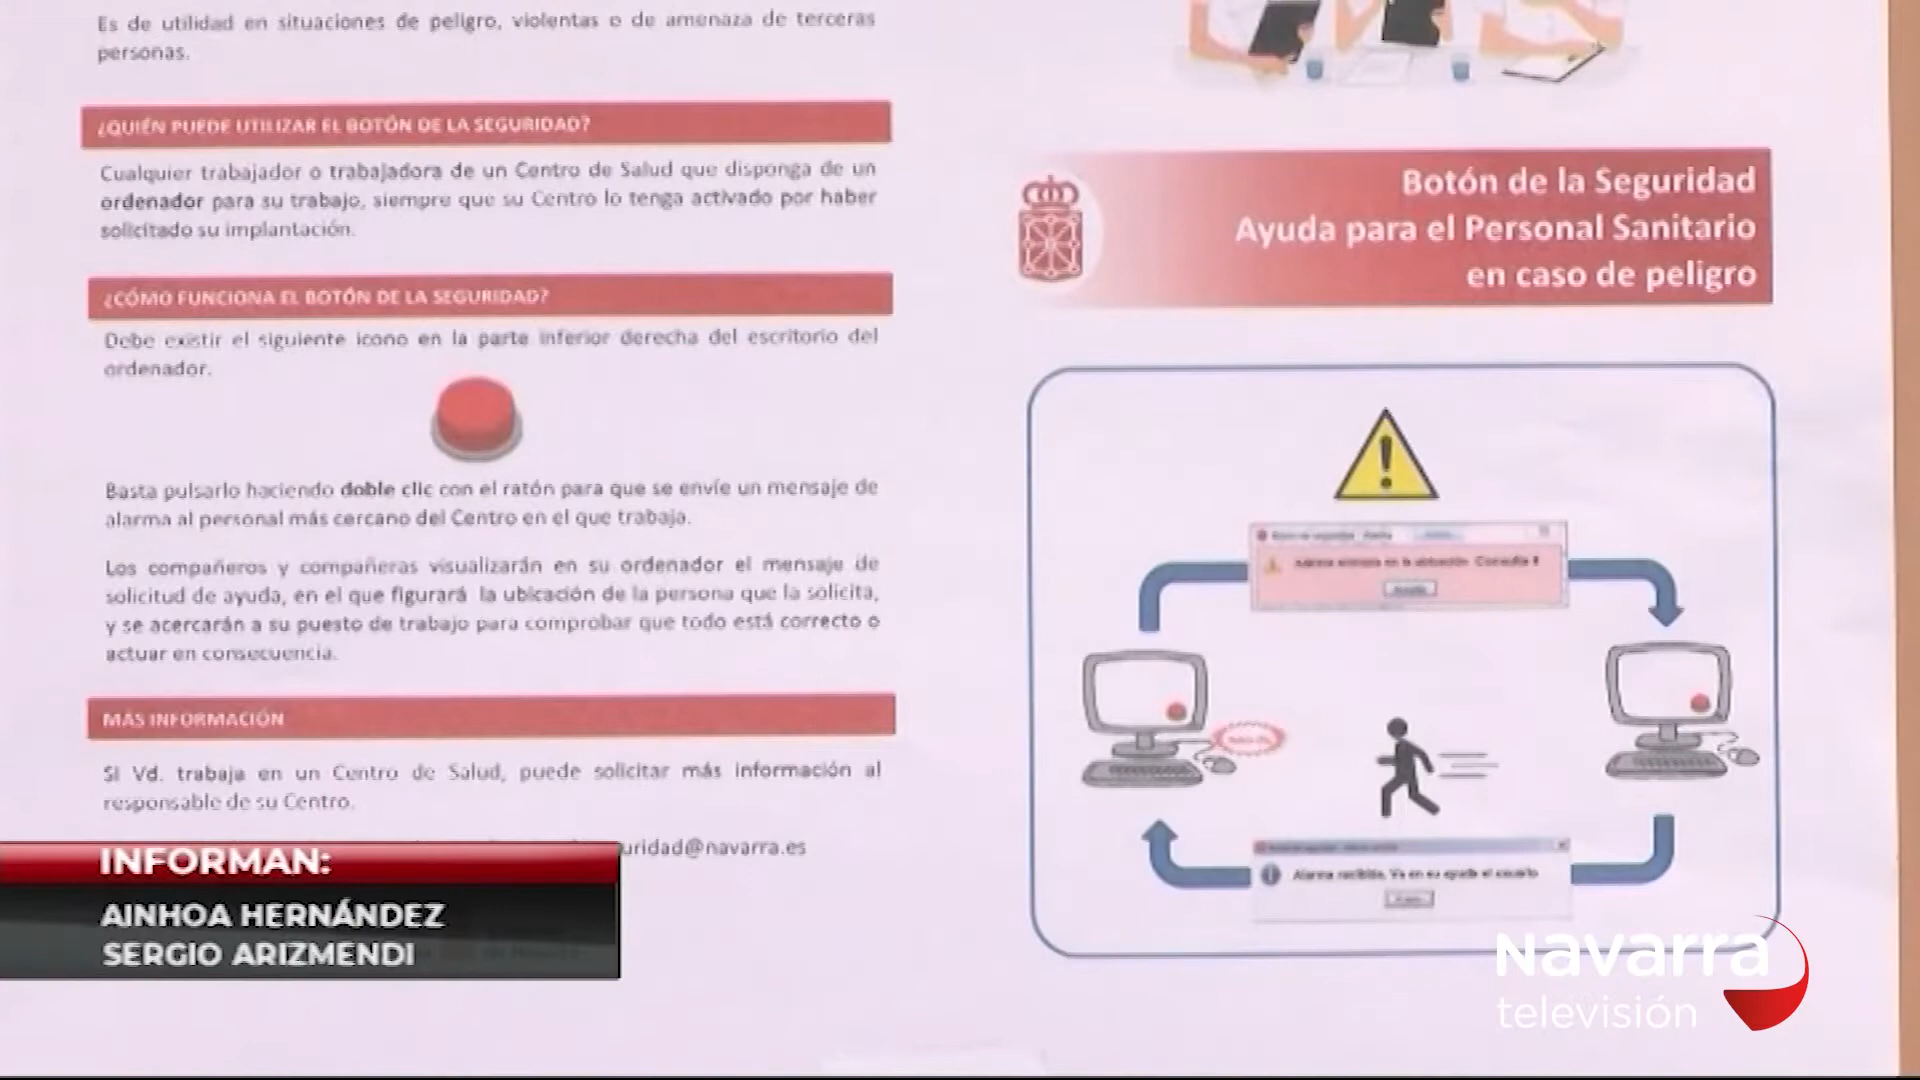 Es de utilidad en situaciones de peligro, violentas o de amenaza de terceras
personas.
¿QUIÉN PUEDE UTILIZAR EL BOTÓN DE LA SEGURIDAD?
Cualquier trabajador o trabajadora de un Centro de Salud que disponga de un
ordenador para su trabajo, siempre que su Centro lo tenga activado por haber
solicitado su implantación.
¿CÓMO FUNCIONA EL BOTÓN DE LA SEGURIDAD?
Debe existir el siguiente icono en la parte inferior derecha del escritorio del
ordenador.
Basta pulsarlo haciendo doble clic con el ratón para que se envíe un mensaje de
alarma al personal más cercano del Centro en el que trabaja.
Los compañeros y compañeras visualizarán en su ordenador el mensaje de
solicitud de ayuda, en el que figurará la ubicación de la persona que la solicita,
y se acercarán a su puesto de trabajo para comprobar que todo está correcto o
actuar en consecuencia.
MÁS INFORMACIÓN
Si Vd. trabaja en un Centro de Salud, puede solicitar más información al
responsable de su Centro.
uridad@navarra.es
Botón de la Seguridad
Ayuda para el Personal Sanitario
en caso de peligro
Consulta
Alarma recibida. Va en su ayuda el usuario
INFORMAN:
AINHOA HERNÁNDEZ
SERGIO ARIZMENDI
Navarra
televisión